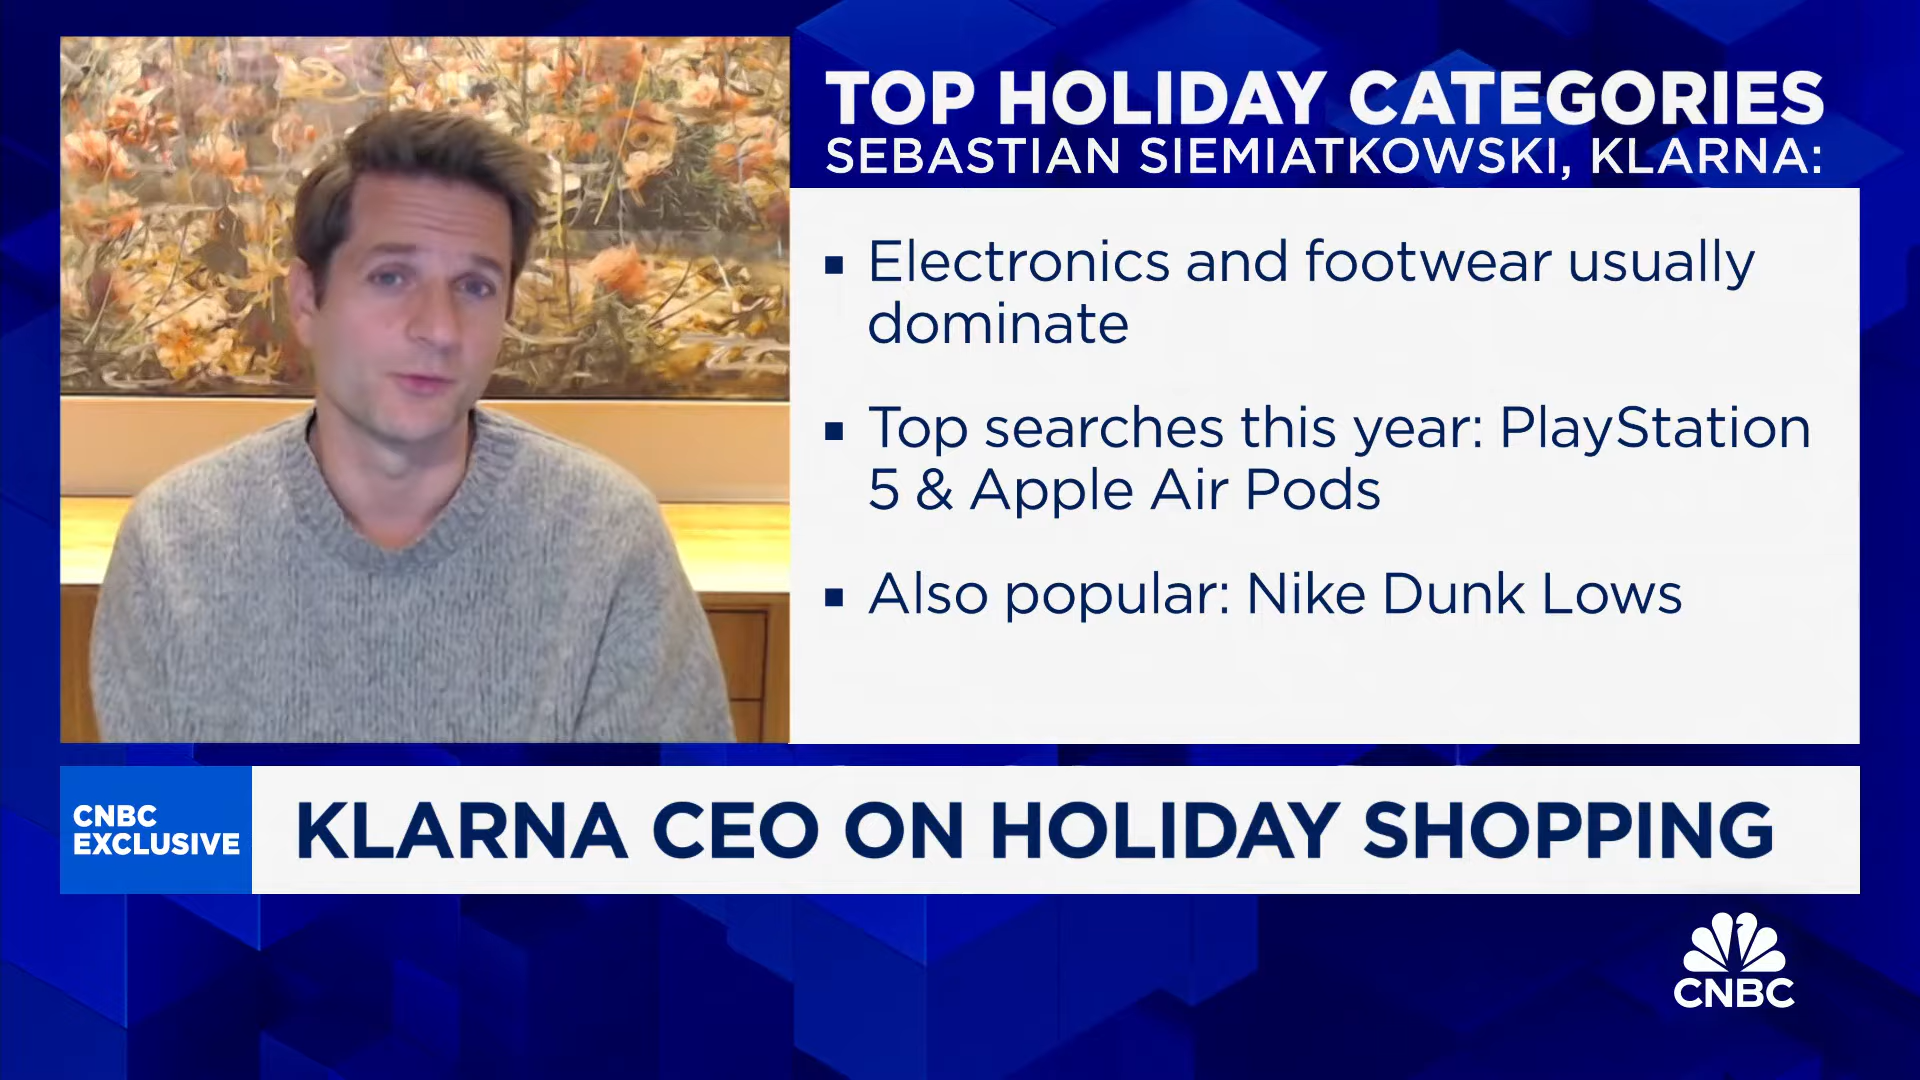 TOP HOLIDAY CATEGORIES
SEBASTIAN SIEMIATKOWSKI, KLARNA:
Electronics and footwear usually
dominate
Top searches this year: PlayStation
5 & Apple Air Pods
Also popular: Nike Dunk Lows
CNBC
EXCLUSIVE
KLARNA CEO ON HOLIDAY SHOPPING
CNBC